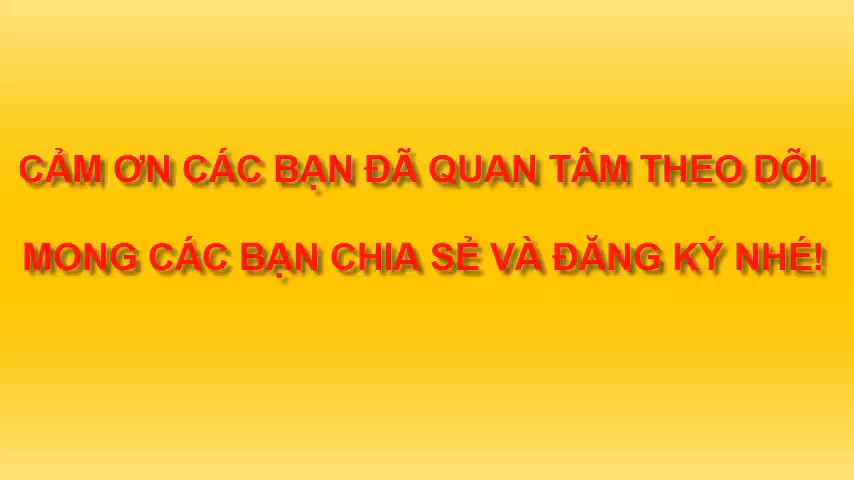 CẢM ƠN CÁC BẠN ĐÃ QUAN TÂM THEO DÕI.
MONG CÁC BẠN CHIA SẺ VÀ ĐĂNG KÝ NHÉ!